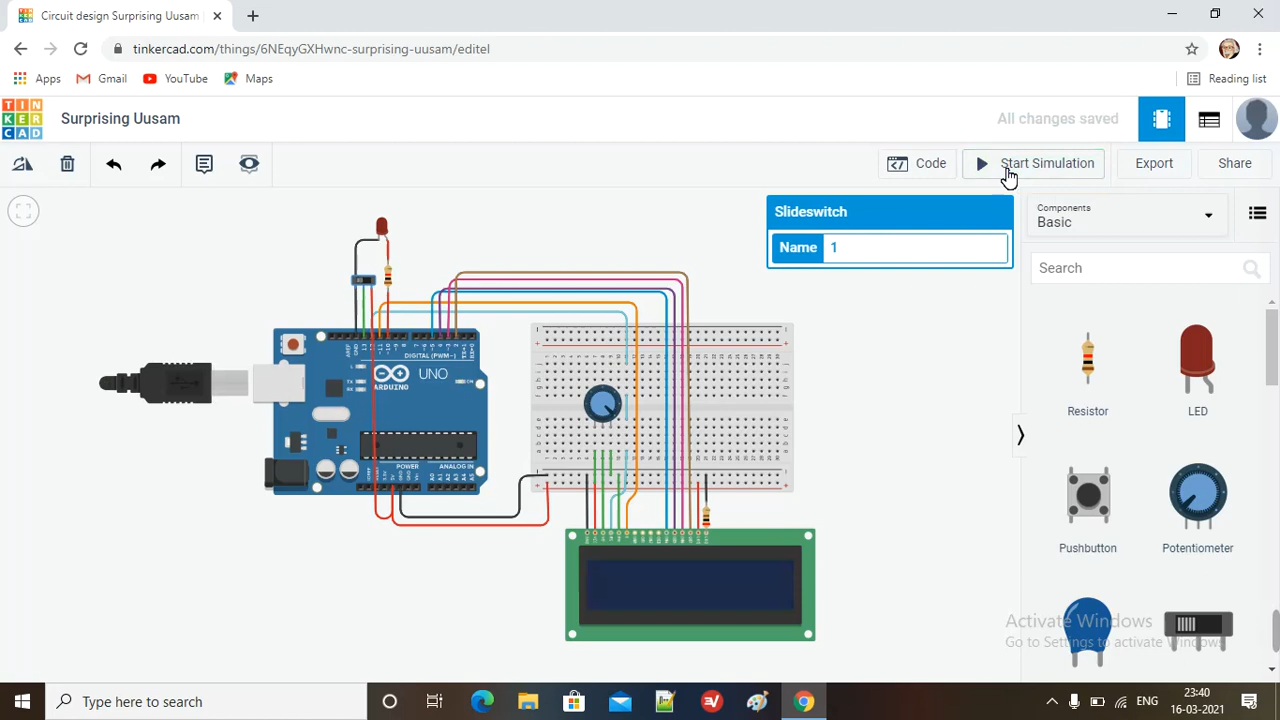 Circuit design Surprising Uusam
tinkercad.com/things/6NEqyGXHwnc-surprising-uusam/editel
Apps
Gmail
YouTube
Maps
Reading list
TIN
KER
CAD
Surprising Uusam
All changes saved
Code
Start Simulation
Export
Share
Slideswitch
Name
1
Components
Basic
Search
Resistor
LED
Pushbutton
Potentiometer
DIGITAL (PWM~)
UNO
ARDUINO
POWER
ANALOG IN
Activate Windows
Go to Settings to activate Windows.
Type here to search
ENG
23:40
16-03-2021